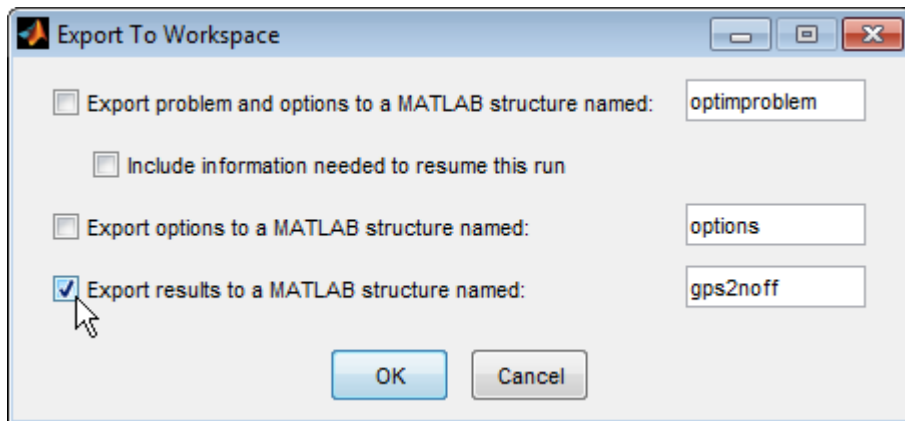 Export To Workspace
Export problem and options to a MATLAB structure named: optimproblem
Include information needed to resume this run
Export options to a MATLAB structure named: options
Export results to a MATLAB structure named: gps2noff
OK Cancel